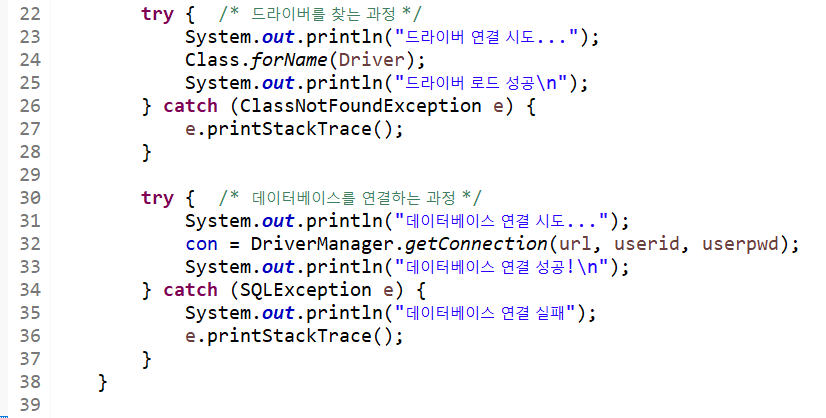 22        try {  /* 드라이버를 찾는 과정 */
23            System.out.println("드라이버 연결 시도...");
24            Class.forName(Driver);
25            System.out.println("드라이버 로드 성공\n");
26        } catch (ClassNotFoundException e) {
27            e.printStackTrace();
28        }
29
30        try {  /* 데이터베이스를 연결하는 과정 */
31            System.out.println("데이터베이스 연결 시도...");
32            con = DriverManager.getConnection(url, userid, userpwd);
33            System.out.println("데이터베이스 연결 성공!\n");
34        } catch (SQLException e) {
35            System.out.println("데이터베이스 연결 실패");
36            e.printStackTrace();
37        }
38    }
39